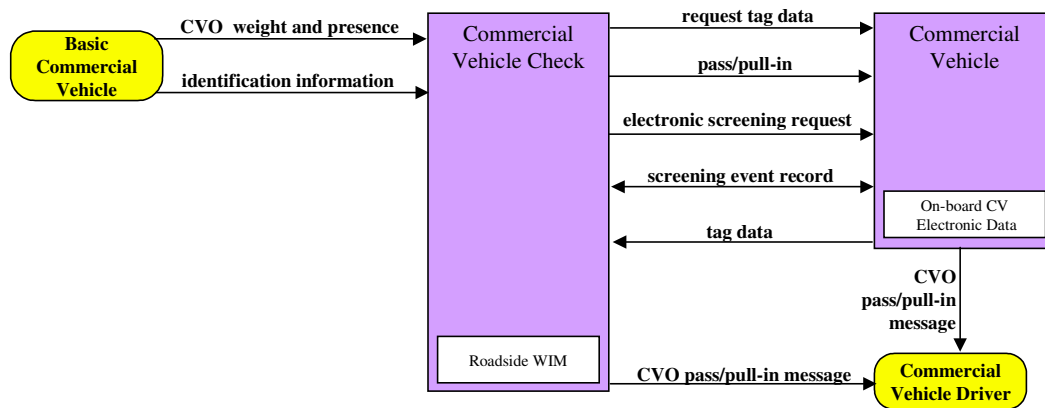 Basic
Commercial
Vehicle
CVO weight and presence
identification information
Commercial
Vehicle Check
Roadside WIM
request tag data
pass/pull-in
electronic screening request
screening event record
tag data
CVO pass/pull-in message
Commercial
Vehicle
On-board CV
Electronic Data
CVO
pass/pull-in
message
Commercial
Vehicle Driver